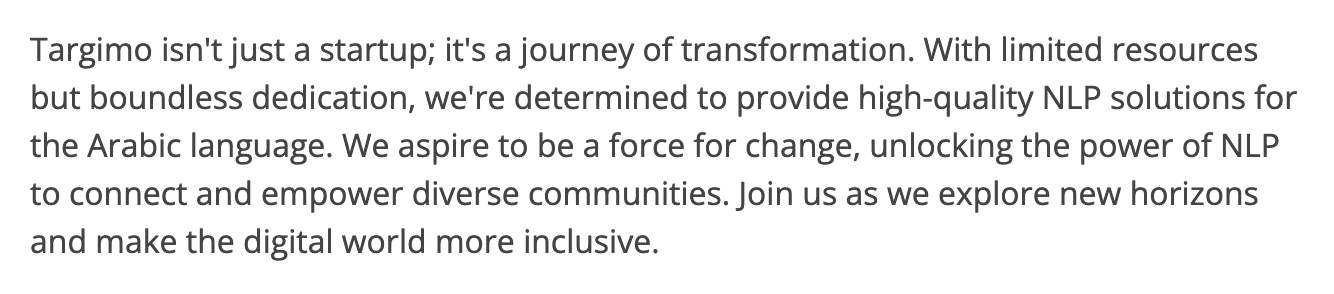 Targimo isn't just a startup; it's a journey of transformation. With limited resources
but boundless dedication, we're determined to provide high-quality NLP solutions for
the Arabic language. We aspire to be a force for change, unlocking the power of NLP
to connect and empower diverse communities. Join us as we explore new horizons
and make the digital world more inclusive.